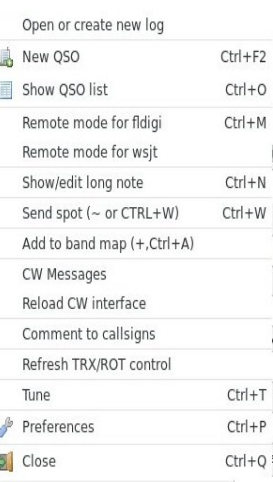 Open or create new log
New QSO Ctrl+F2
Show QSO list Ctrl+O
Remote mode for fldigi Ctrl+M
Remote mode for wsjt
Show/edit long note Ctrl+N
Send spot (~ or CTRL+W) Ctrl+W
Add to band map (+,Ctrl+A)
CW Messages
Reload CW interface
Comment to callsigns
Refresh TRX/ROT control
Tune Ctrl+T
Preferences Ctrl+P
Close Ctrl+Q